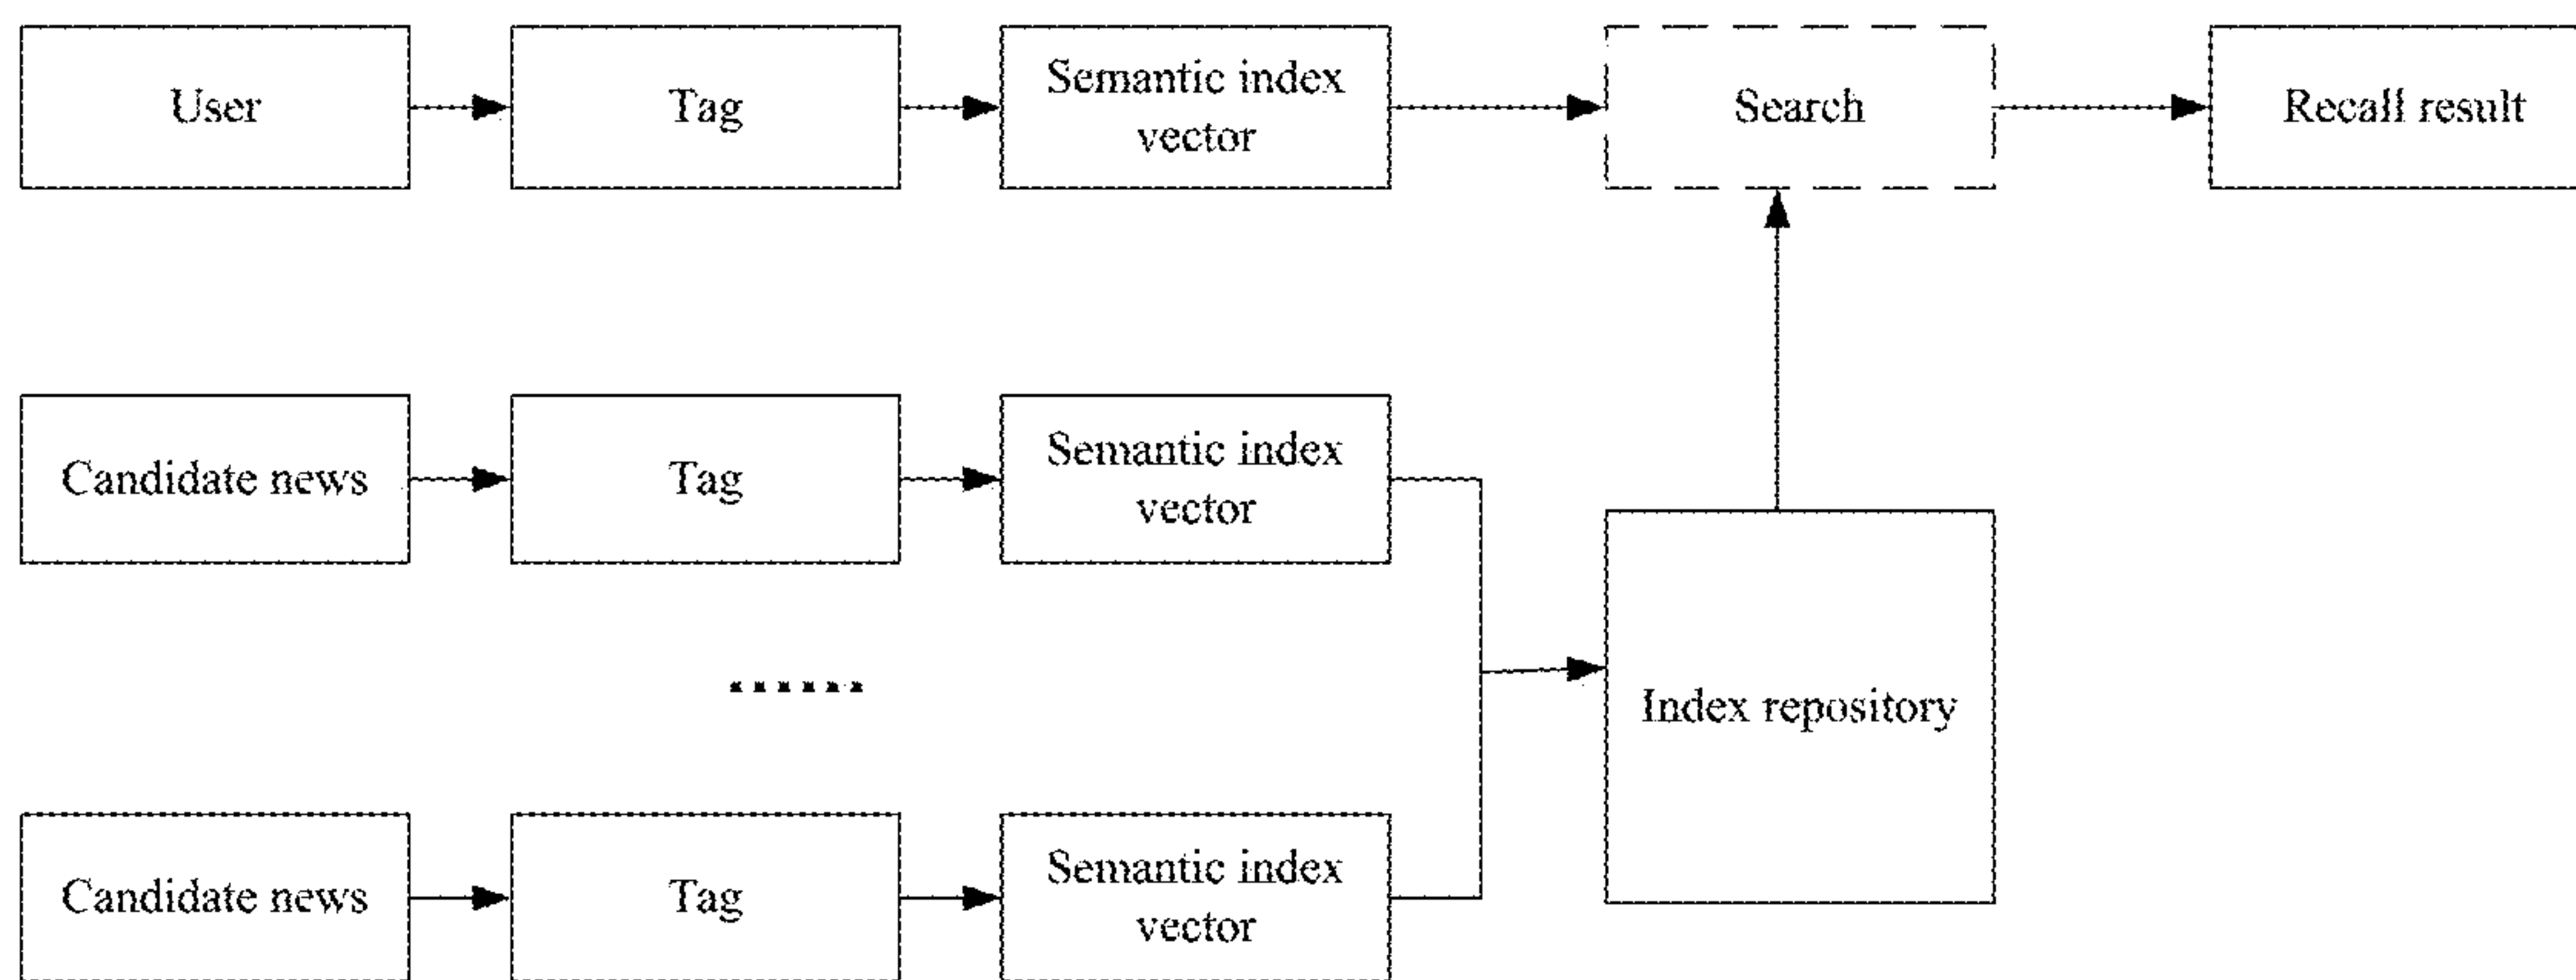 User
Tag
Semantic index
vector
Search
Recall result
Candidate news
Tag
Semantic index
vector
......
Index repository
Candidate news
Tag
Semantic index
vector